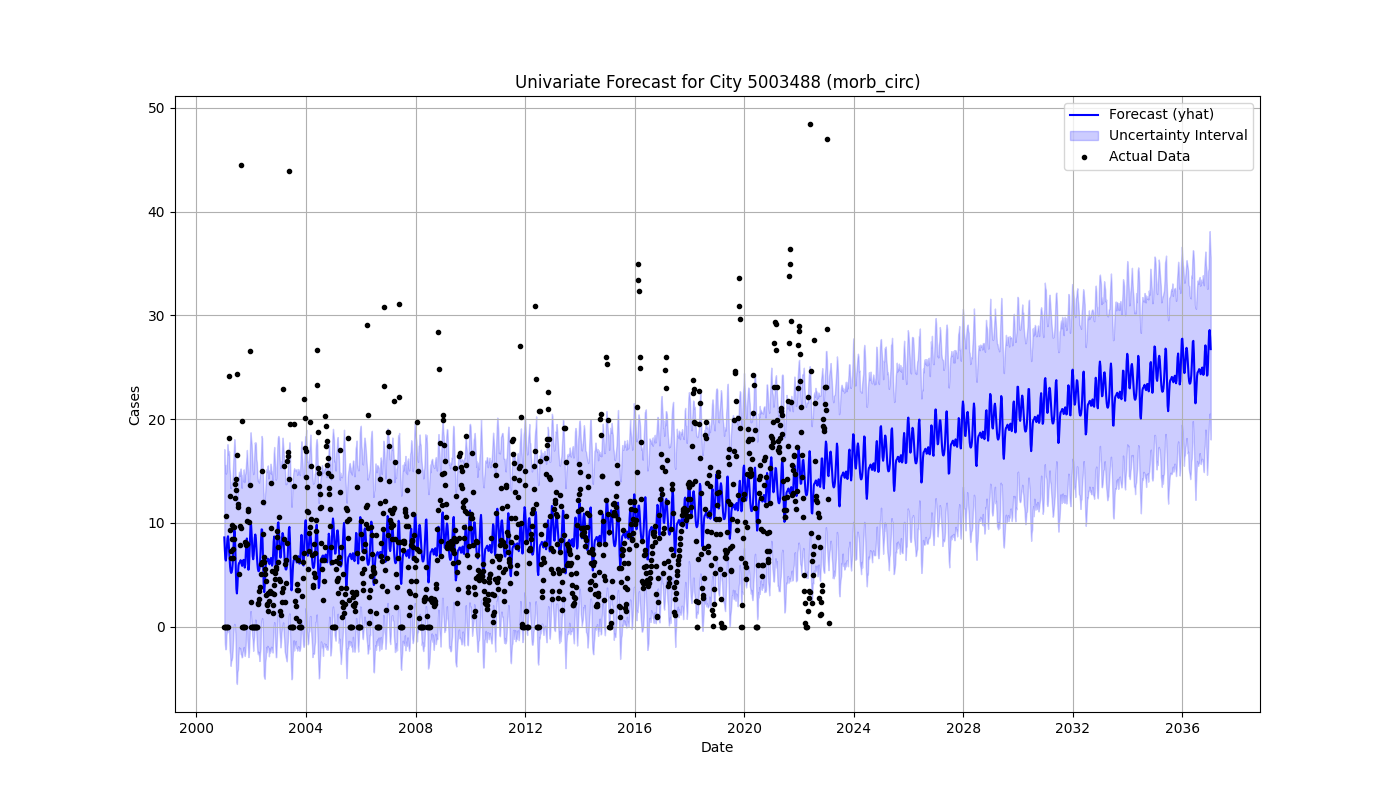 Univariate Forecast for City 5003488 (morb_circ)
Forecast (yhat)
Uncertainty Interval
Actual Data
Cases
50
40
30
20
10
0
2000 2004 2008 2012 2016 2020 2024 2028 2032 2036
Date